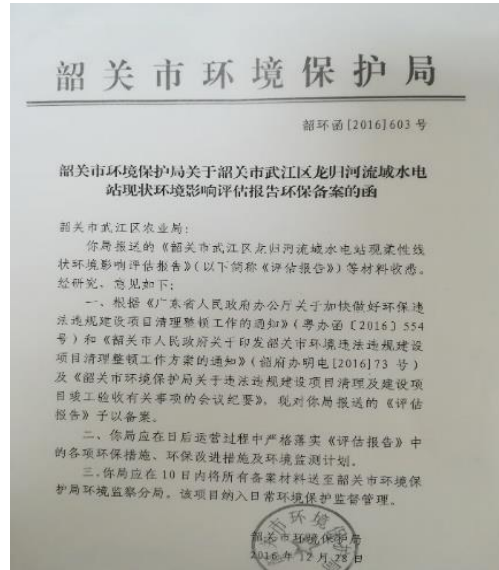 韶关市环境保护局
韶环函[2016]603 号
韶关市环境保护局关于韶关市武江区龙归河流域水电
站现状环境影响评估报告环保备案的函
韶关市武江区农业局:
你局报送的《韶关市武江区龙归河流域水电站现柔性线
状环境影响评估报告》(以下简称《评估报告》)等材料收悉。
经研究,意见如下:
一、根据《广东省人民政府办公厅关于加快做好环保违
法违规建设项目清理整顿工作的通知》(粤办函〔2016〕554
号)和《韶关市人民政府关于印发韶关市环境违法违规建设
项目清理整顿工作方案的通知》(韶府办明电[2016]73 号)
及《韶关市环境保护局关于违法违规建设项目清理及建设项
目竣工验收有关事项的会议纪要》,现对你局报送的《评估
报告》予以备案。
二、你局应在日后运营过程中严格落实《评估报告》中
的各项环保措施、环保改进措施及环境监测计划。
三、你局应在 10 日内将所有备案材料送至韶关市环境保
护局环境监察分局。该项目纳入日常环境保护监督管理。
韶关市环境保护局
2016 年 12 月 28 日